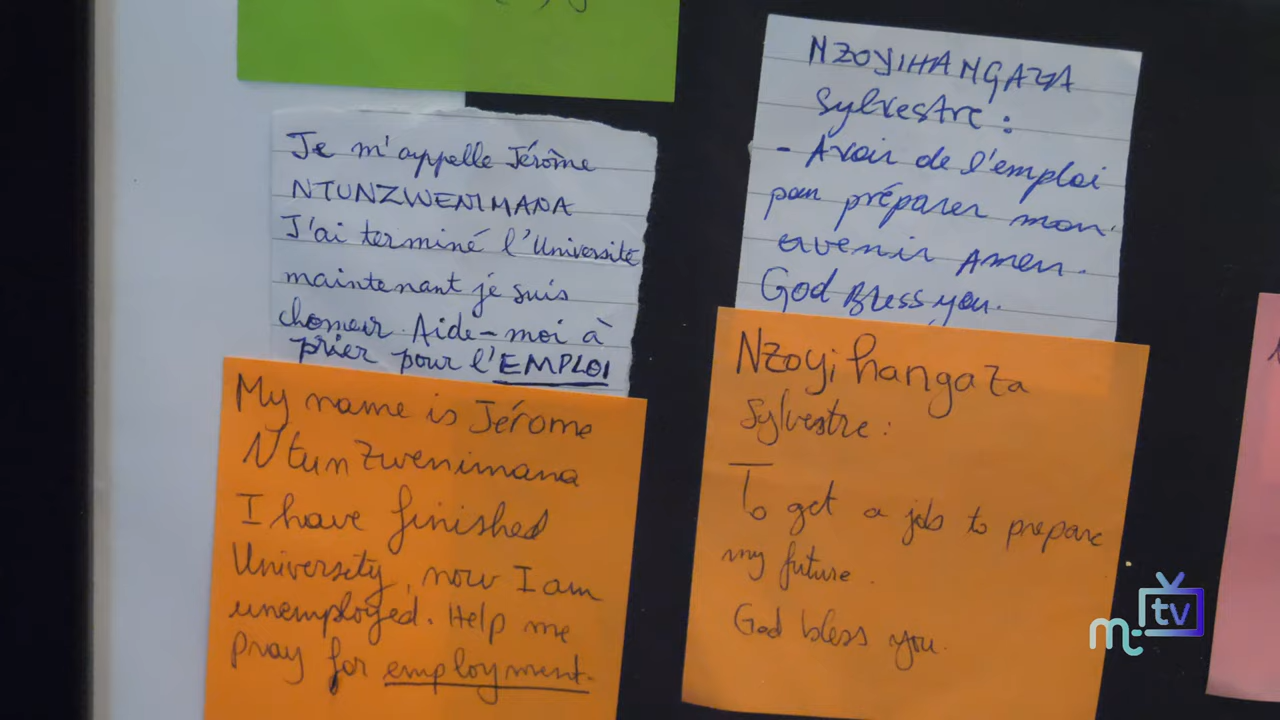 Je m'appelle Jérôme
NTUNZWENIMANA
J'ai terminé l'Université
maintenant je suis
chomeur. Aide-moi à
prier pour l'EMPLOI
My name is Jérome
Ntunzwenimana
I have finished
University, now I am
unemployed. Help me
pray for employment.
NZOYIHANGAZA
Sylvestre :
- Avoir de l'emploi
pour préparer mon
avenir Amen.
God Bless you.
Nzoyihangaza
Sylvestre :
To get a job to prepare
my future.
God bless you.
m tv